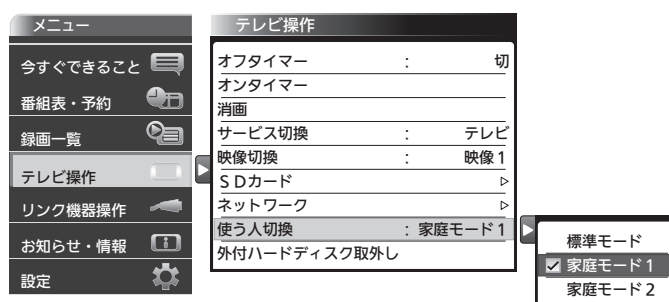 メニュー
今すぐできること
番組表・予約
録画一覧
テレビ操作
リンク機器操作
お知らせ・情報
設定
テレビ操作
オフタイマー : 切
オンタイマー
消画
サービス切換 : テレビ
映像切換 : 映像1
SDカード
ネットワーク
使う人切換 : 家庭モード1
外付ハードディスク取外し
標準モード
家庭モード1
家庭モード2